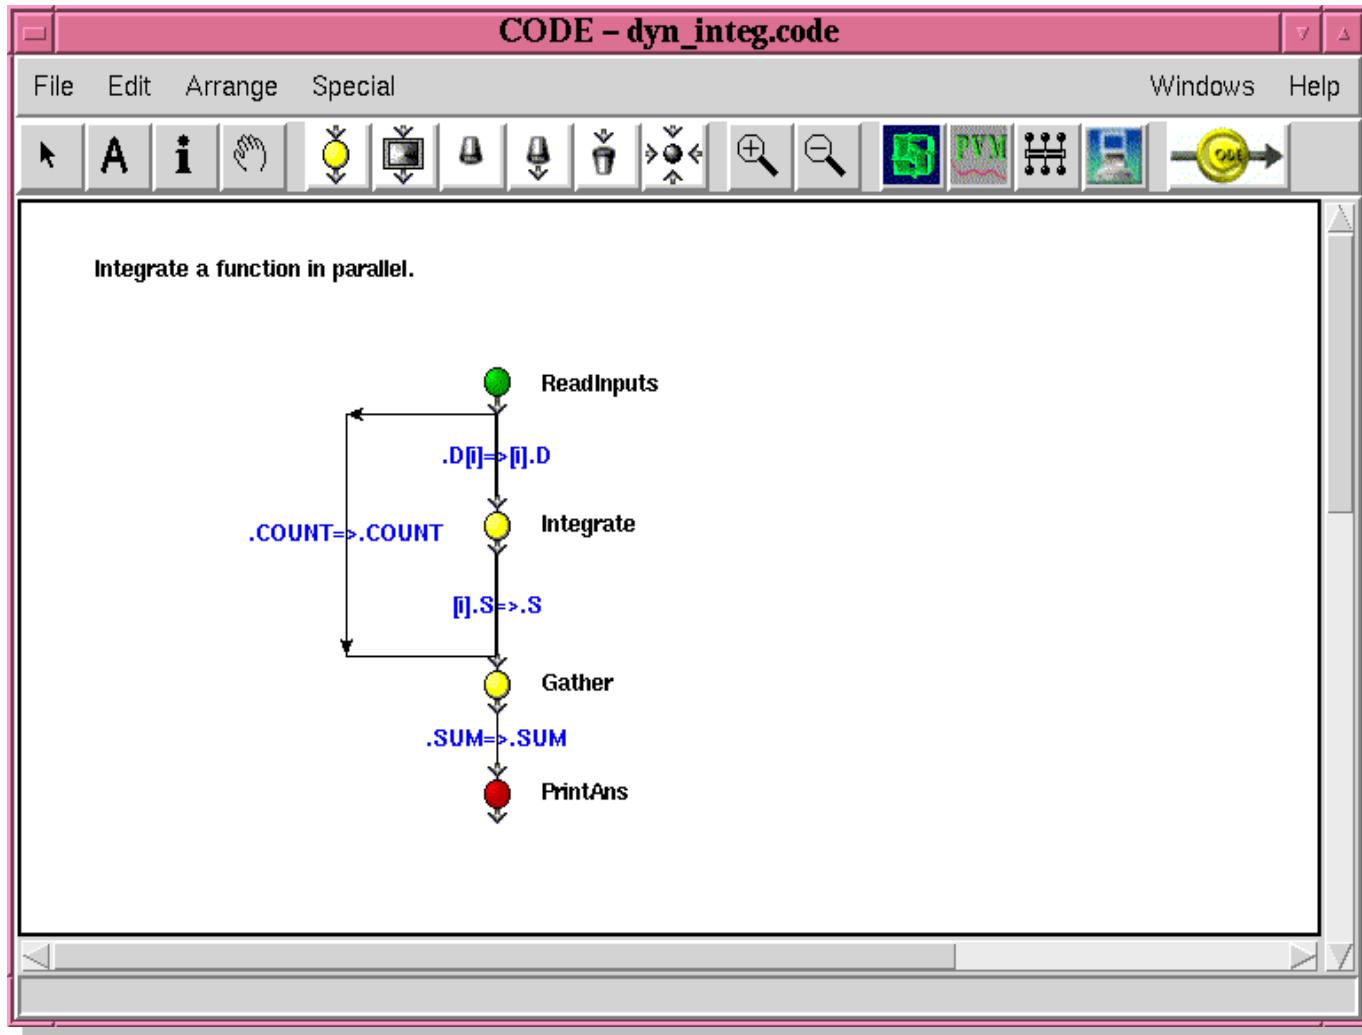 CODE – dyn_integ.code
File Edit Arrange Special Windows Help
A i PVM ODE
Integrate a function in parallel.
ReadInputs
.D[i]=>[i].D
Integrate
.COUNT=>.COUNT
[i].S=>.S
Gather
.SUM=>.SUM
PrintAns